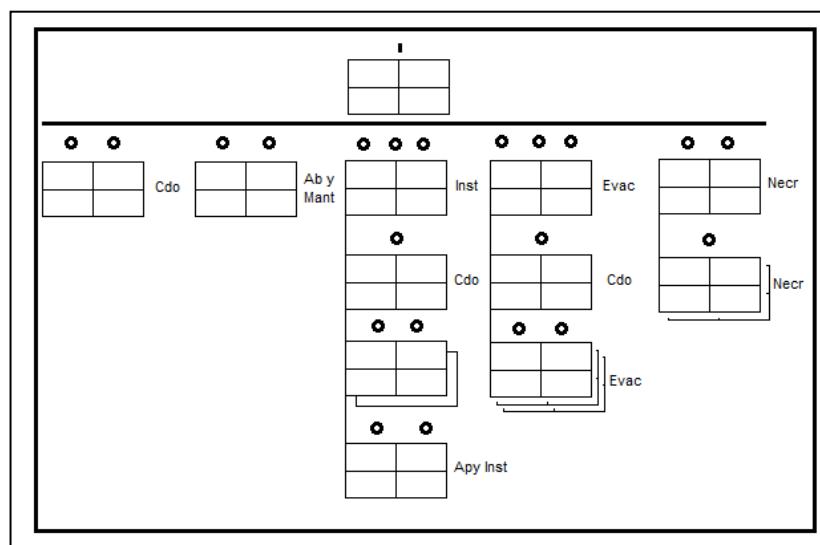 Cdo
Ab y
Mant
Inst
Evac
Necr
Cdo
Cdo
Necr
Evac
Apy Inst